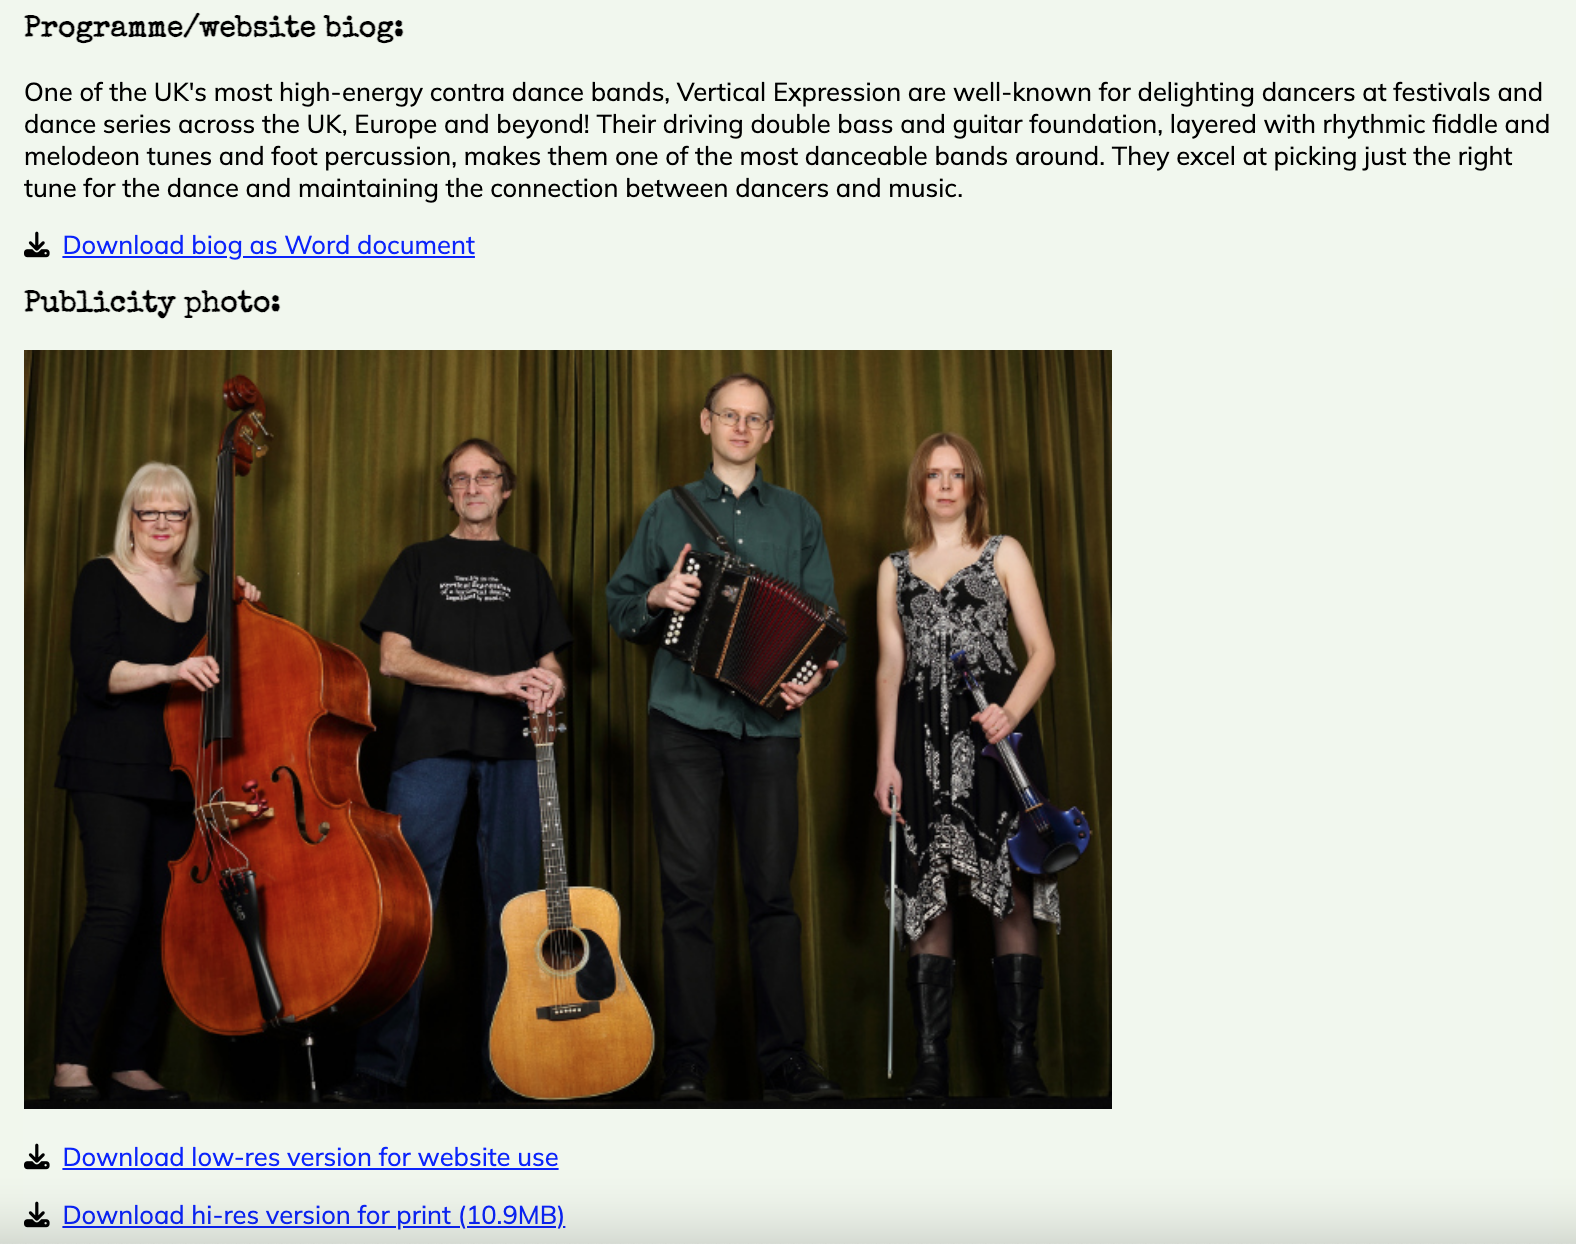 Programme/website biog:
One of the UK's most high-energy contra dance bands, Vertical Expression are well-known for delighting dancers at festivals and
dance series across the UK, Europe and beyond! Their driving double bass and guitar foundation, layered with rhythmic fiddle and
melodeon tunes and foot percussion, makes them one of the most danceable bands around. They excel at picking just the right
tune for the dance and maintaining the connection between dancers and music.
Download biog as Word document
Publicity photo:
Download low-res version for website use
Download hi-res version for print (10.9MB)